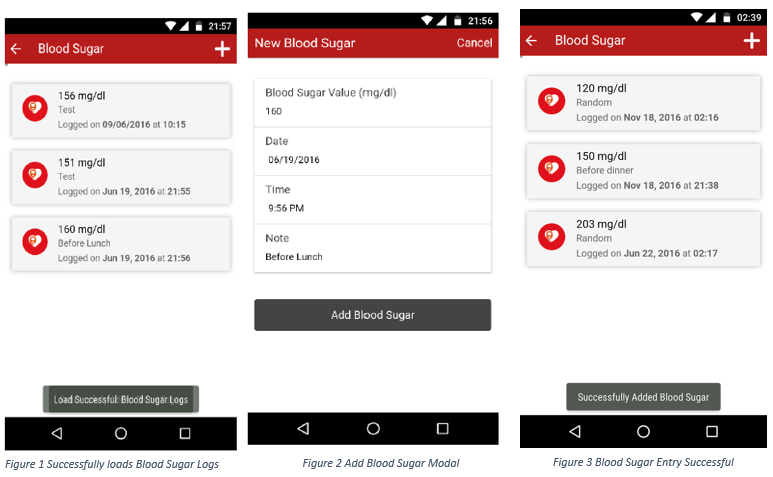 21:57
Blood Sugar
156 mg/dl
Test
Logged on 09/06/2016 at 10:15
151 mg/dl
Test
Logged on Jun 19, 2016 at 21:55
160 mg/dl
Before Lunch
Logged on Jun 19, 2016 at 21:56
Load Successful: Blood Sugar Logs
Figure 1 Successfully loads Blood Sugar Logs
21:56
New Blood Sugar Cancel
Blood Sugar Value (mg/dl)
160
Date
06/19/2016
Time
9:56 PM
Note
Before Lunch
Add Blood Sugar
Figure 2 Add Blood Sugar Modal
02:39
Blood Sugar
120 mg/dl
Random
Logged on Nov 18, 2016 at 02:16
150 mg/dl
Before dinner
Logged on Nov 18, 2016 at 21:38
203 mg/dl
Random
Logged on Jun 22, 2016 at 02:17
Successfully Added Blood Sugar
Figure 3 Blood Sugar Entry Successful